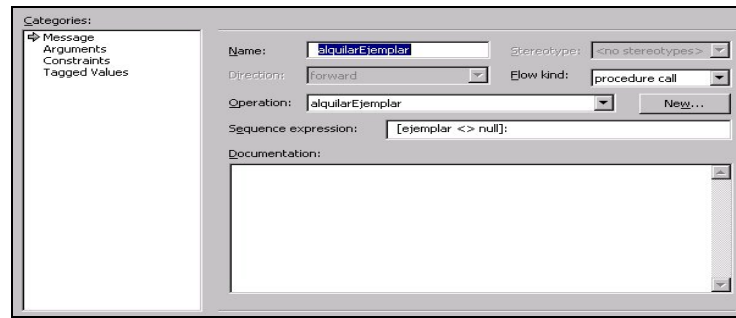 Categories:
Message
Arguments
Constraints
Tagged Values
Name: alquilarEjemplar Stereotype: <no stereotypes>
Direction: forward Flow kind: procedure call
Operation: alquilarEjemplar New...
Sequence expression: [ejemplar <> null]:
Documentation: